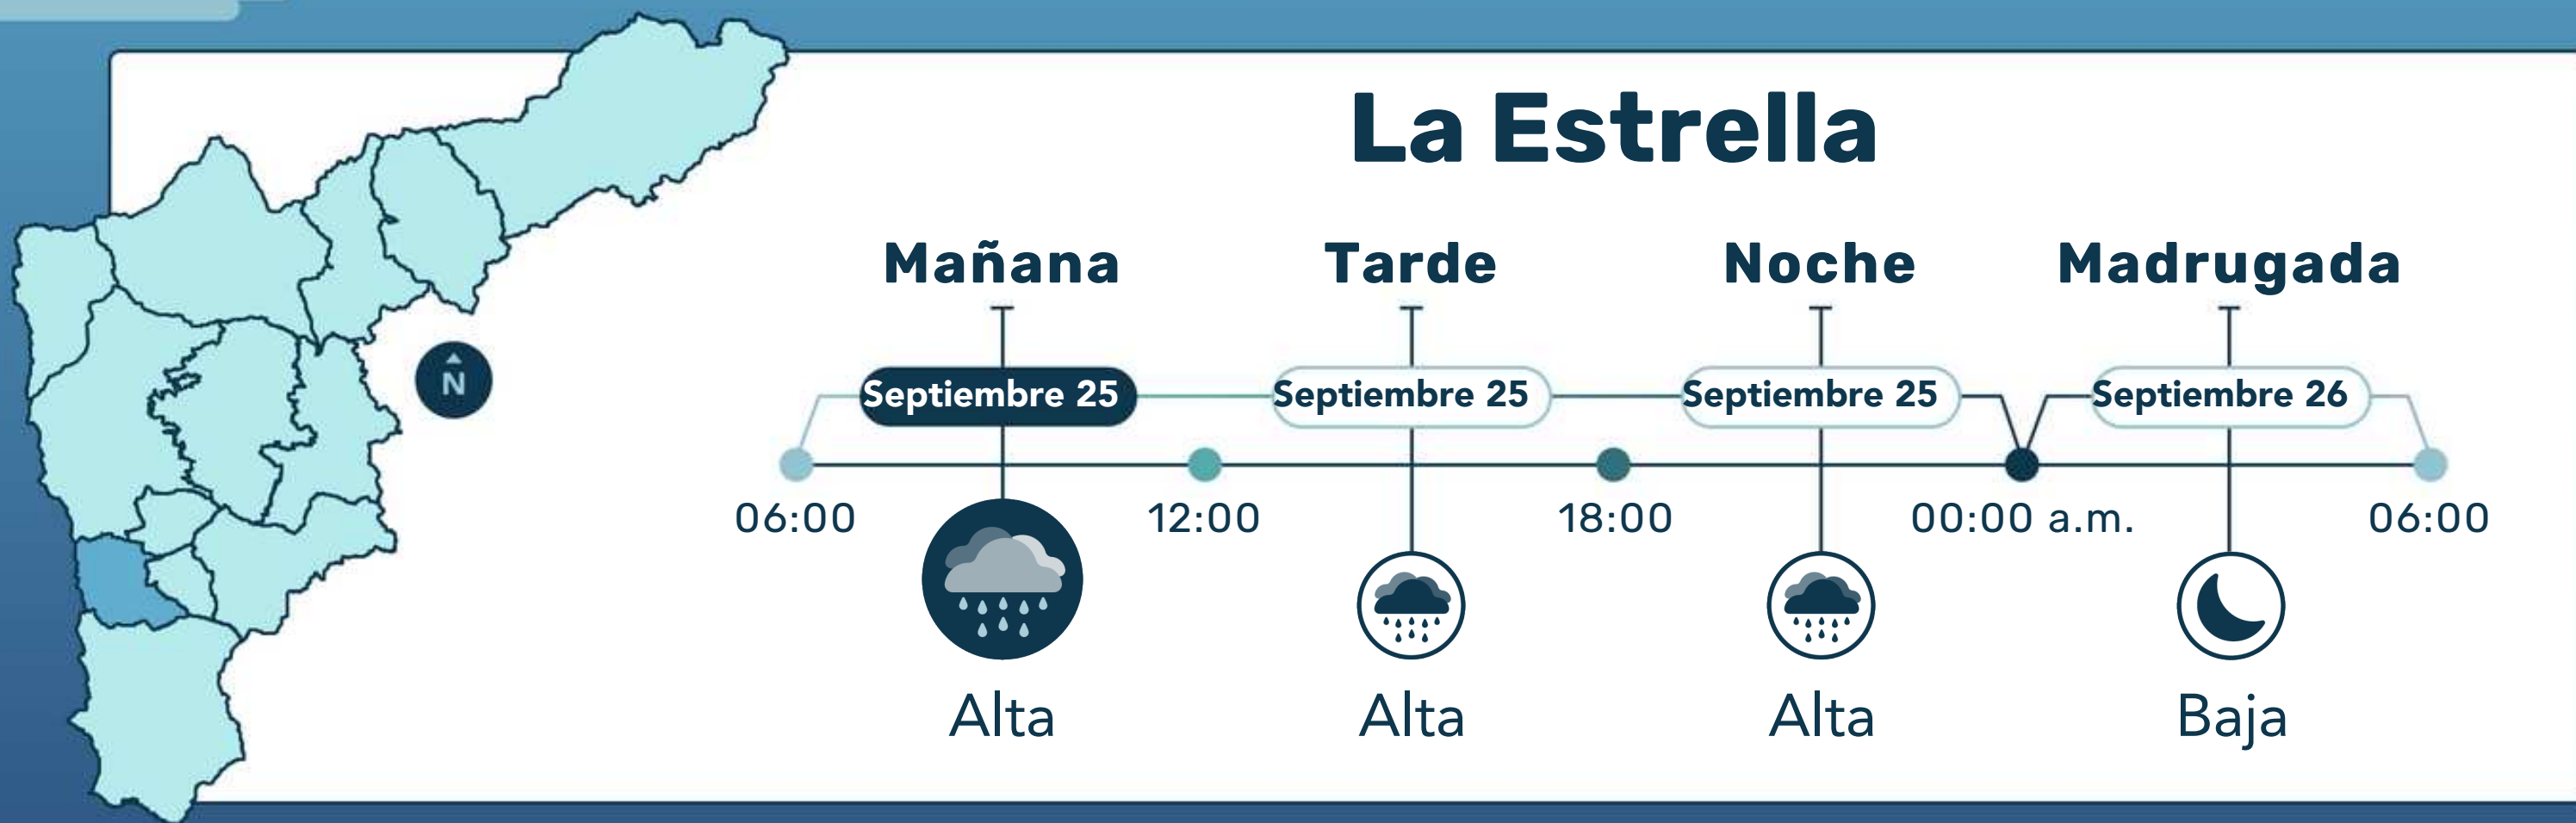 La Estrella
Mañana Tarde Noche Madrugada
N
Septiembre 25 Septiembre 25 Septiembre 25 Septiembre 26
06:00 12:00 18:00 00:00 a.m. 06:00
Alta Alta Alta Baja